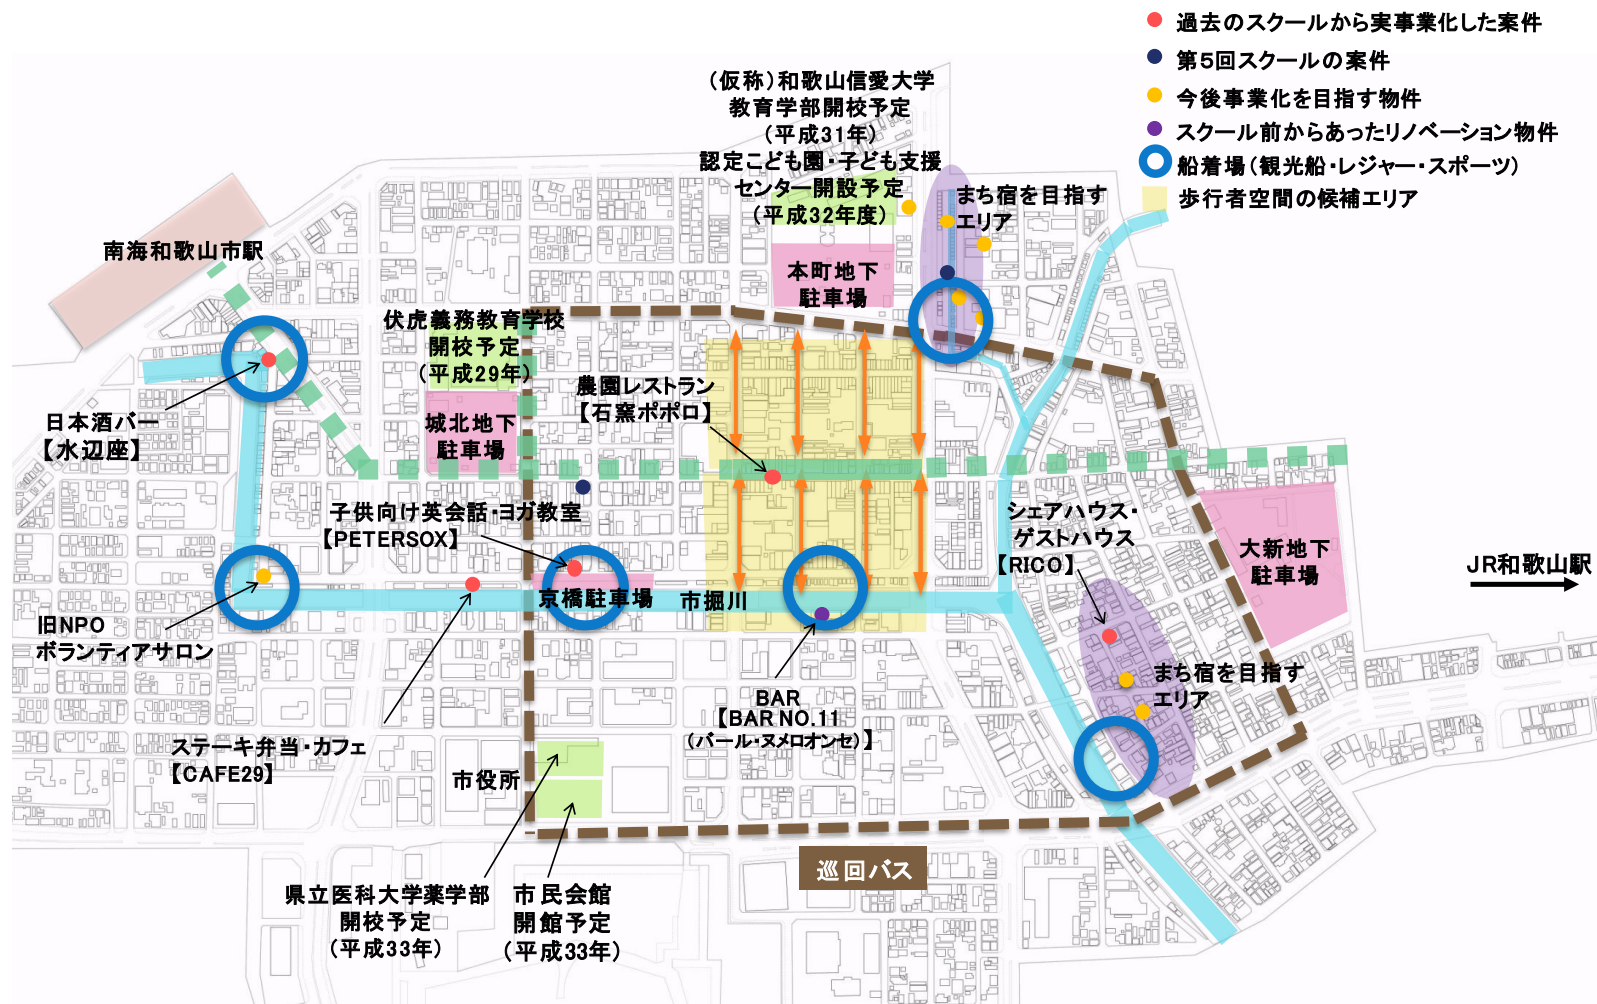 過去のスクールから実事業化した案件
第5回スクールの案件
今後事業化を目指す物件
スクール前からあったリノベーション物件
船着場（観光船・レジャー・スポーツ）
歩行者空間の候補エリア
（仮称）和歌山信愛大学
教育学部開校予定
（平成31年）
認定こども園・子ども支援
センター開設予定
（平成32年度）
まち宿を目指す
エリア
南海和歌山市駅
本町地下
駐車場
伏虎義務教育学校
開校予定
（平成29年）
農園レストラン
【石窯ポポロ】
日本酒バー
【水辺座】
城北地下
駐車場
子供向け英会話・ヨガ教室
【PETERSOX】
シェアハウス・
ゲストハウス
【RICO】
大新地下
駐車場
JR和歌山駅
京橋駐車場
市堀川
旧NPO
ボランティアサロン
まち宿を目指す
エリア
BAR
【BAR NO.11
（バール・ヌメロオンセ）】
ステーキ弁当・カフェ
【CAFE29】
市役所
巡回バス
県立医科大学薬学部
開校予定
（平成33年）
市民会館
開館予定
（平成33年）